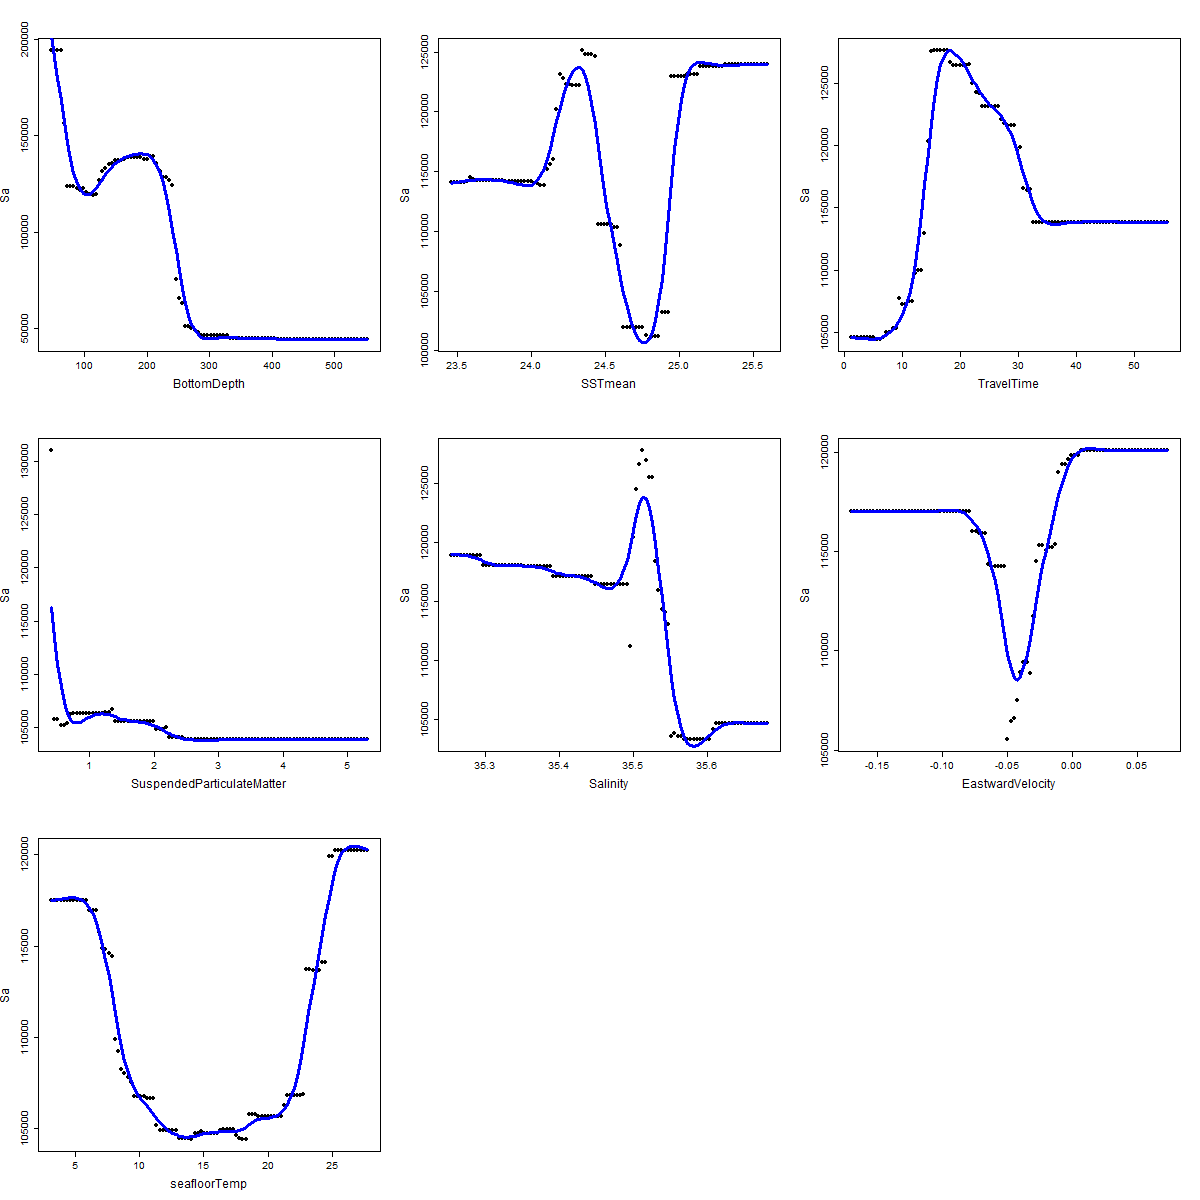 200000
150000
100000
50000
Sa
100 200 300 400 500
BottomDepth
125000
120000
115000
110000
105000
100000
Sa
23.5 24.0 24.5 25.0 25.5
SSTmean
125000
120000
115000
110000
105000
Sa
0 10 20 30 40 50
TravelTime
130000
125000
120000
115000
110000
105000
Sa
1 2 3 4 5
SuspendedParticulateMatter
125000
120000
115000
110000
105000
Sa
35.3 35.4 35.5 35.6
Salinity
120000
115000
110000
105000
Sa
-0.15 -0.10 -0.05 0.00 0.05
EastwardVelocity
120000
115000
110000
105000
Sa
5 10 15 20 25
seafloorTemp